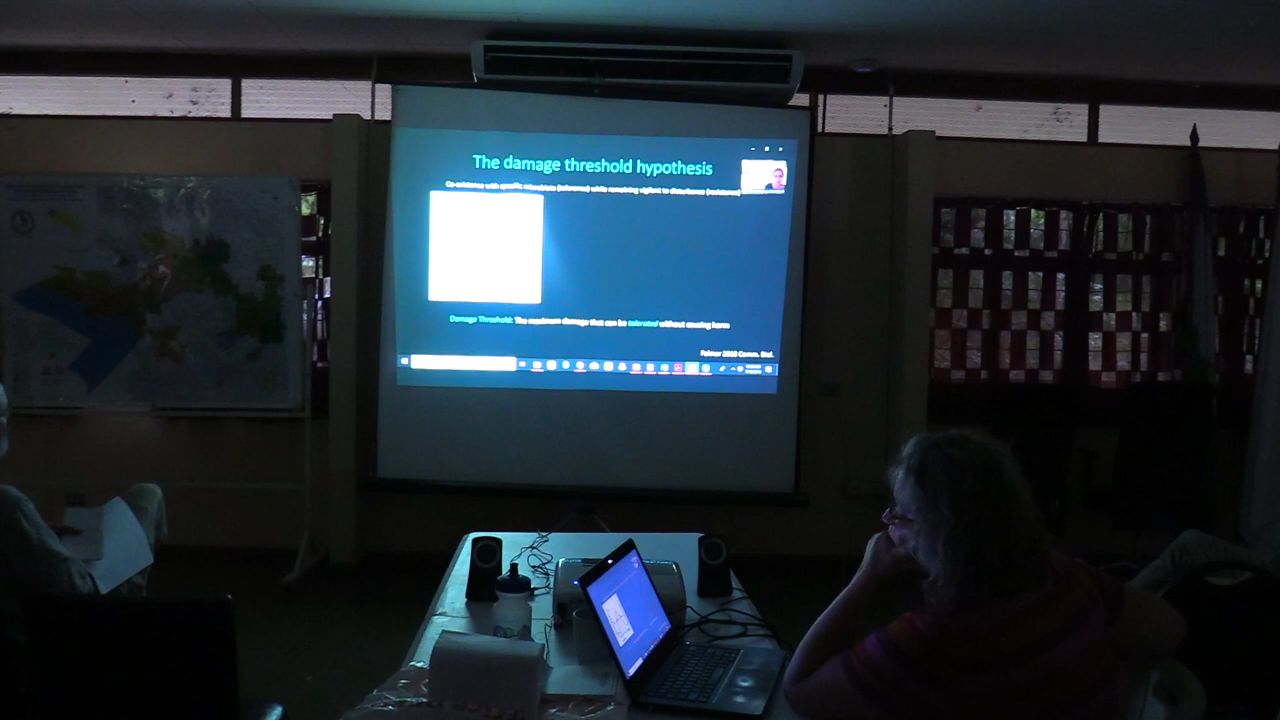 The damage threshold hypothesis
Co-existence with specific microbiota (tolerance) while remaining vigilant to disturbance (resistance)
Damage Threshold: The maximum damage that can be tolerated without causing harm
2018 Comm. Biol.